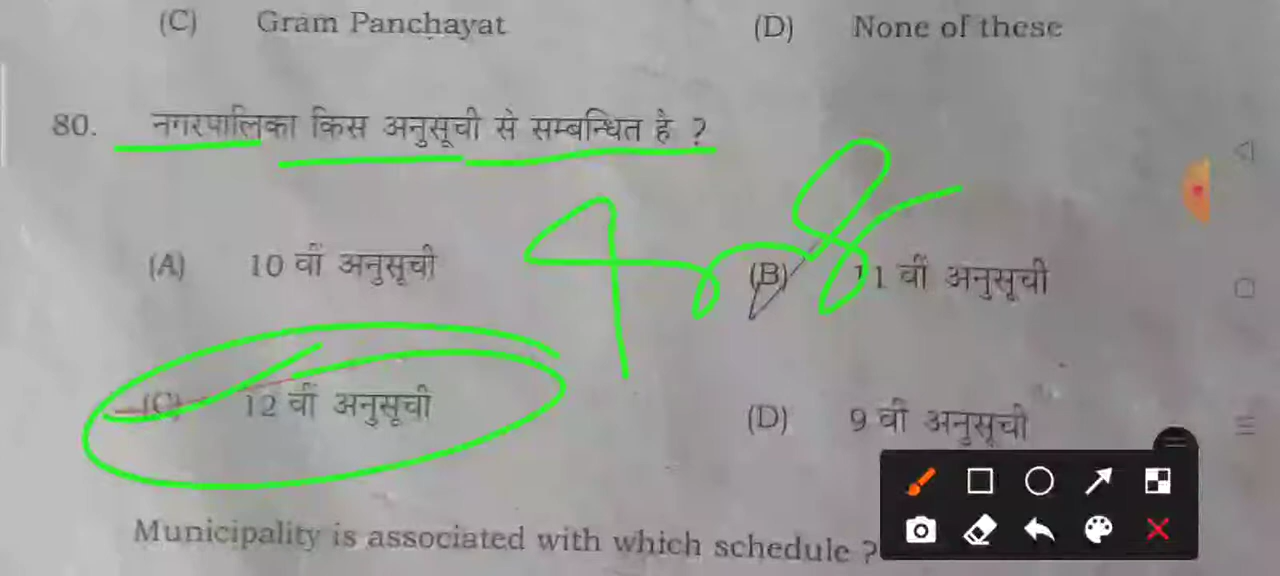 (C) Gram Panchayat (D) None of these
80. नगरपालिका किस अनुसूची से सम्बन्धित है ?
(A) 10 वीं अनुसूची (B) 11 वीं अनुसूची
(C) 12 वीं अनुसूची (D) 9 वीं अनुसूची
Municipality is associated with which schedule ?